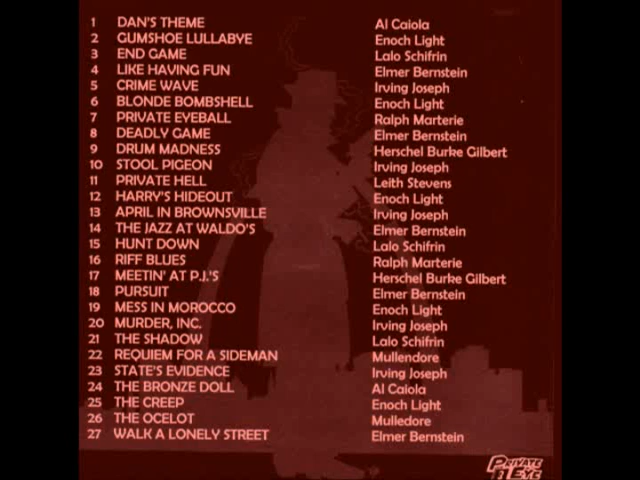 1 DAN'S THEME Al Caiola
2 GUMSHOE LULLABYE Enoch Light
3 END GAME Lalo Schifrin
4 LIKE HAVING FUN Elmer Bernstein
5 CRIME WAVE Irving Joseph
6 BLONDE BOMBSHELL Enoch Light
7 PRIVATE EYEBALL Ralph Marterie
8 DEADLY GAME Elmer Bernstein
9 DRUM MADNESS Herschel Burke Gilbert
10 STOOL PIGEON Irving Joseph
11 PRIVATE HELL Leith Stevens
12 HARRY'S HIDEOUT Enoch Light
13 APRIL IN BROWNSVILLE Irving Joseph
14 THE JAZZ AT WALDO'S Elmer Bernstein
15 HUNT DOWN Lalo Schifrin
16 RIFF BLUES Ralph Marterie
17 MEETIN' AT P.J.'S Herschel Burke Gilbert
18 PURSUIT Elmer Bernstein
19 MESS IN MOROCCO Enoch Light
20 MURDER, INC. Irving Joseph
21 THE SHADOW Lalo Schifrin
22 REQUIEM FOR A SIDEMAN Mullendore
23 STATE'S EVIDENCE Irving Joseph
24 THE BRONZE DOLL Al Caiola
25 THE CREEP Enoch Light
26 THE OCELOT Mulledore
27 WALK A LONELY STREET Elmer Bernstein
PRIVATE
EYE